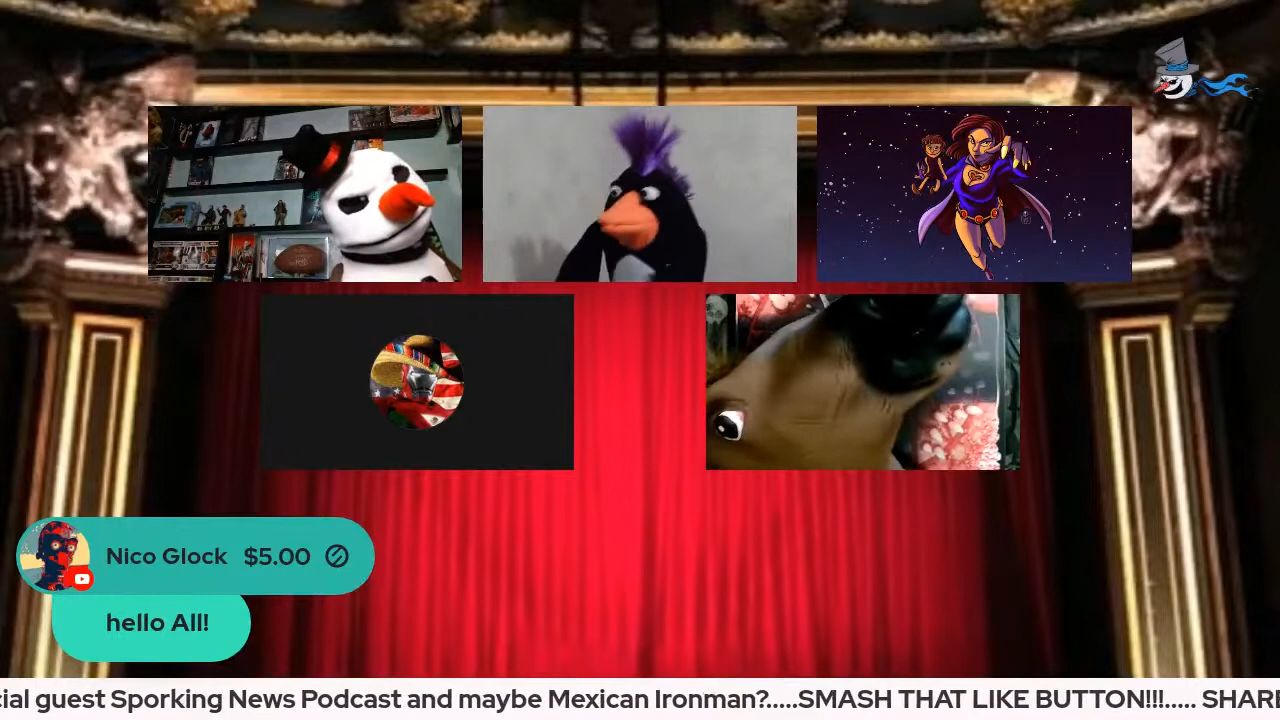 Nico Glock $5.00
hello All!
cial guest Sporking News Podcast and maybe Mexican Ironman?.....SMASH THAT LIKE BUTTON!!!..... SHARE